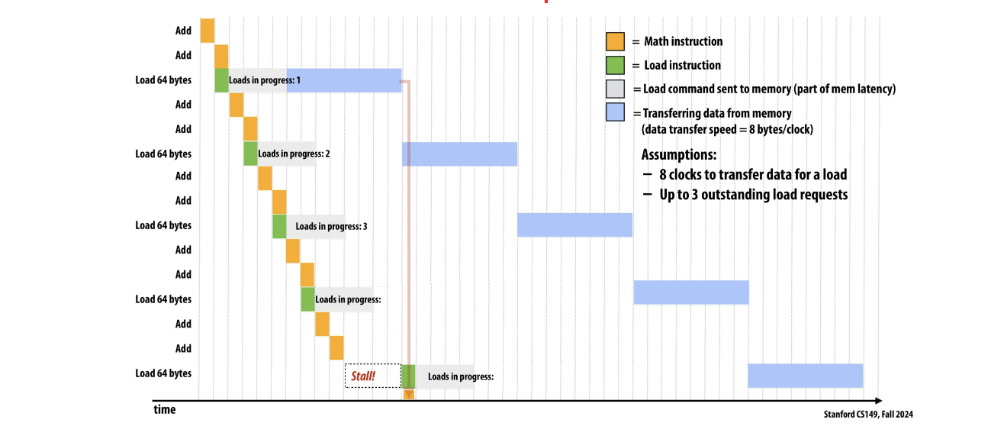 Add
Add
Load 64 bytes
Loads in progress: 1
Add
Add
Load 64 bytes
Loads in progress: 2
Add
Add
Load 64 bytes
Loads in progress: 3
Add
Add
Load 64 bytes
Loads in progress:
Add
Add
Load 64 bytes
Stall!
Loads in progress:
time
= Math instruction
= Load instruction
= Load command sent to memory (part of mem latency)
= Transferring data from memory
(data transfer speed = 8 bytes/clock)
Assumptions:
– 8 clocks to transfer data for a load
– Up to 3 outstanding load requests
Stanford CS149, Fall 2024